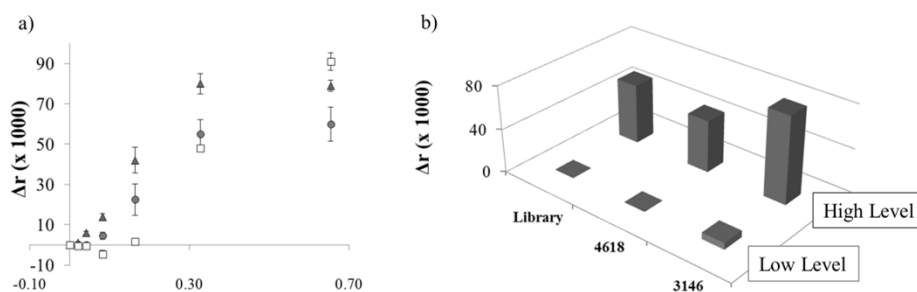 a)
Δr (x 1000)
90
70
50
30
10
-10
-0.10
0.30
0.70
b)
Δr (x 1000)
80
40
0
Library
4618
3146
High Level
Low Level